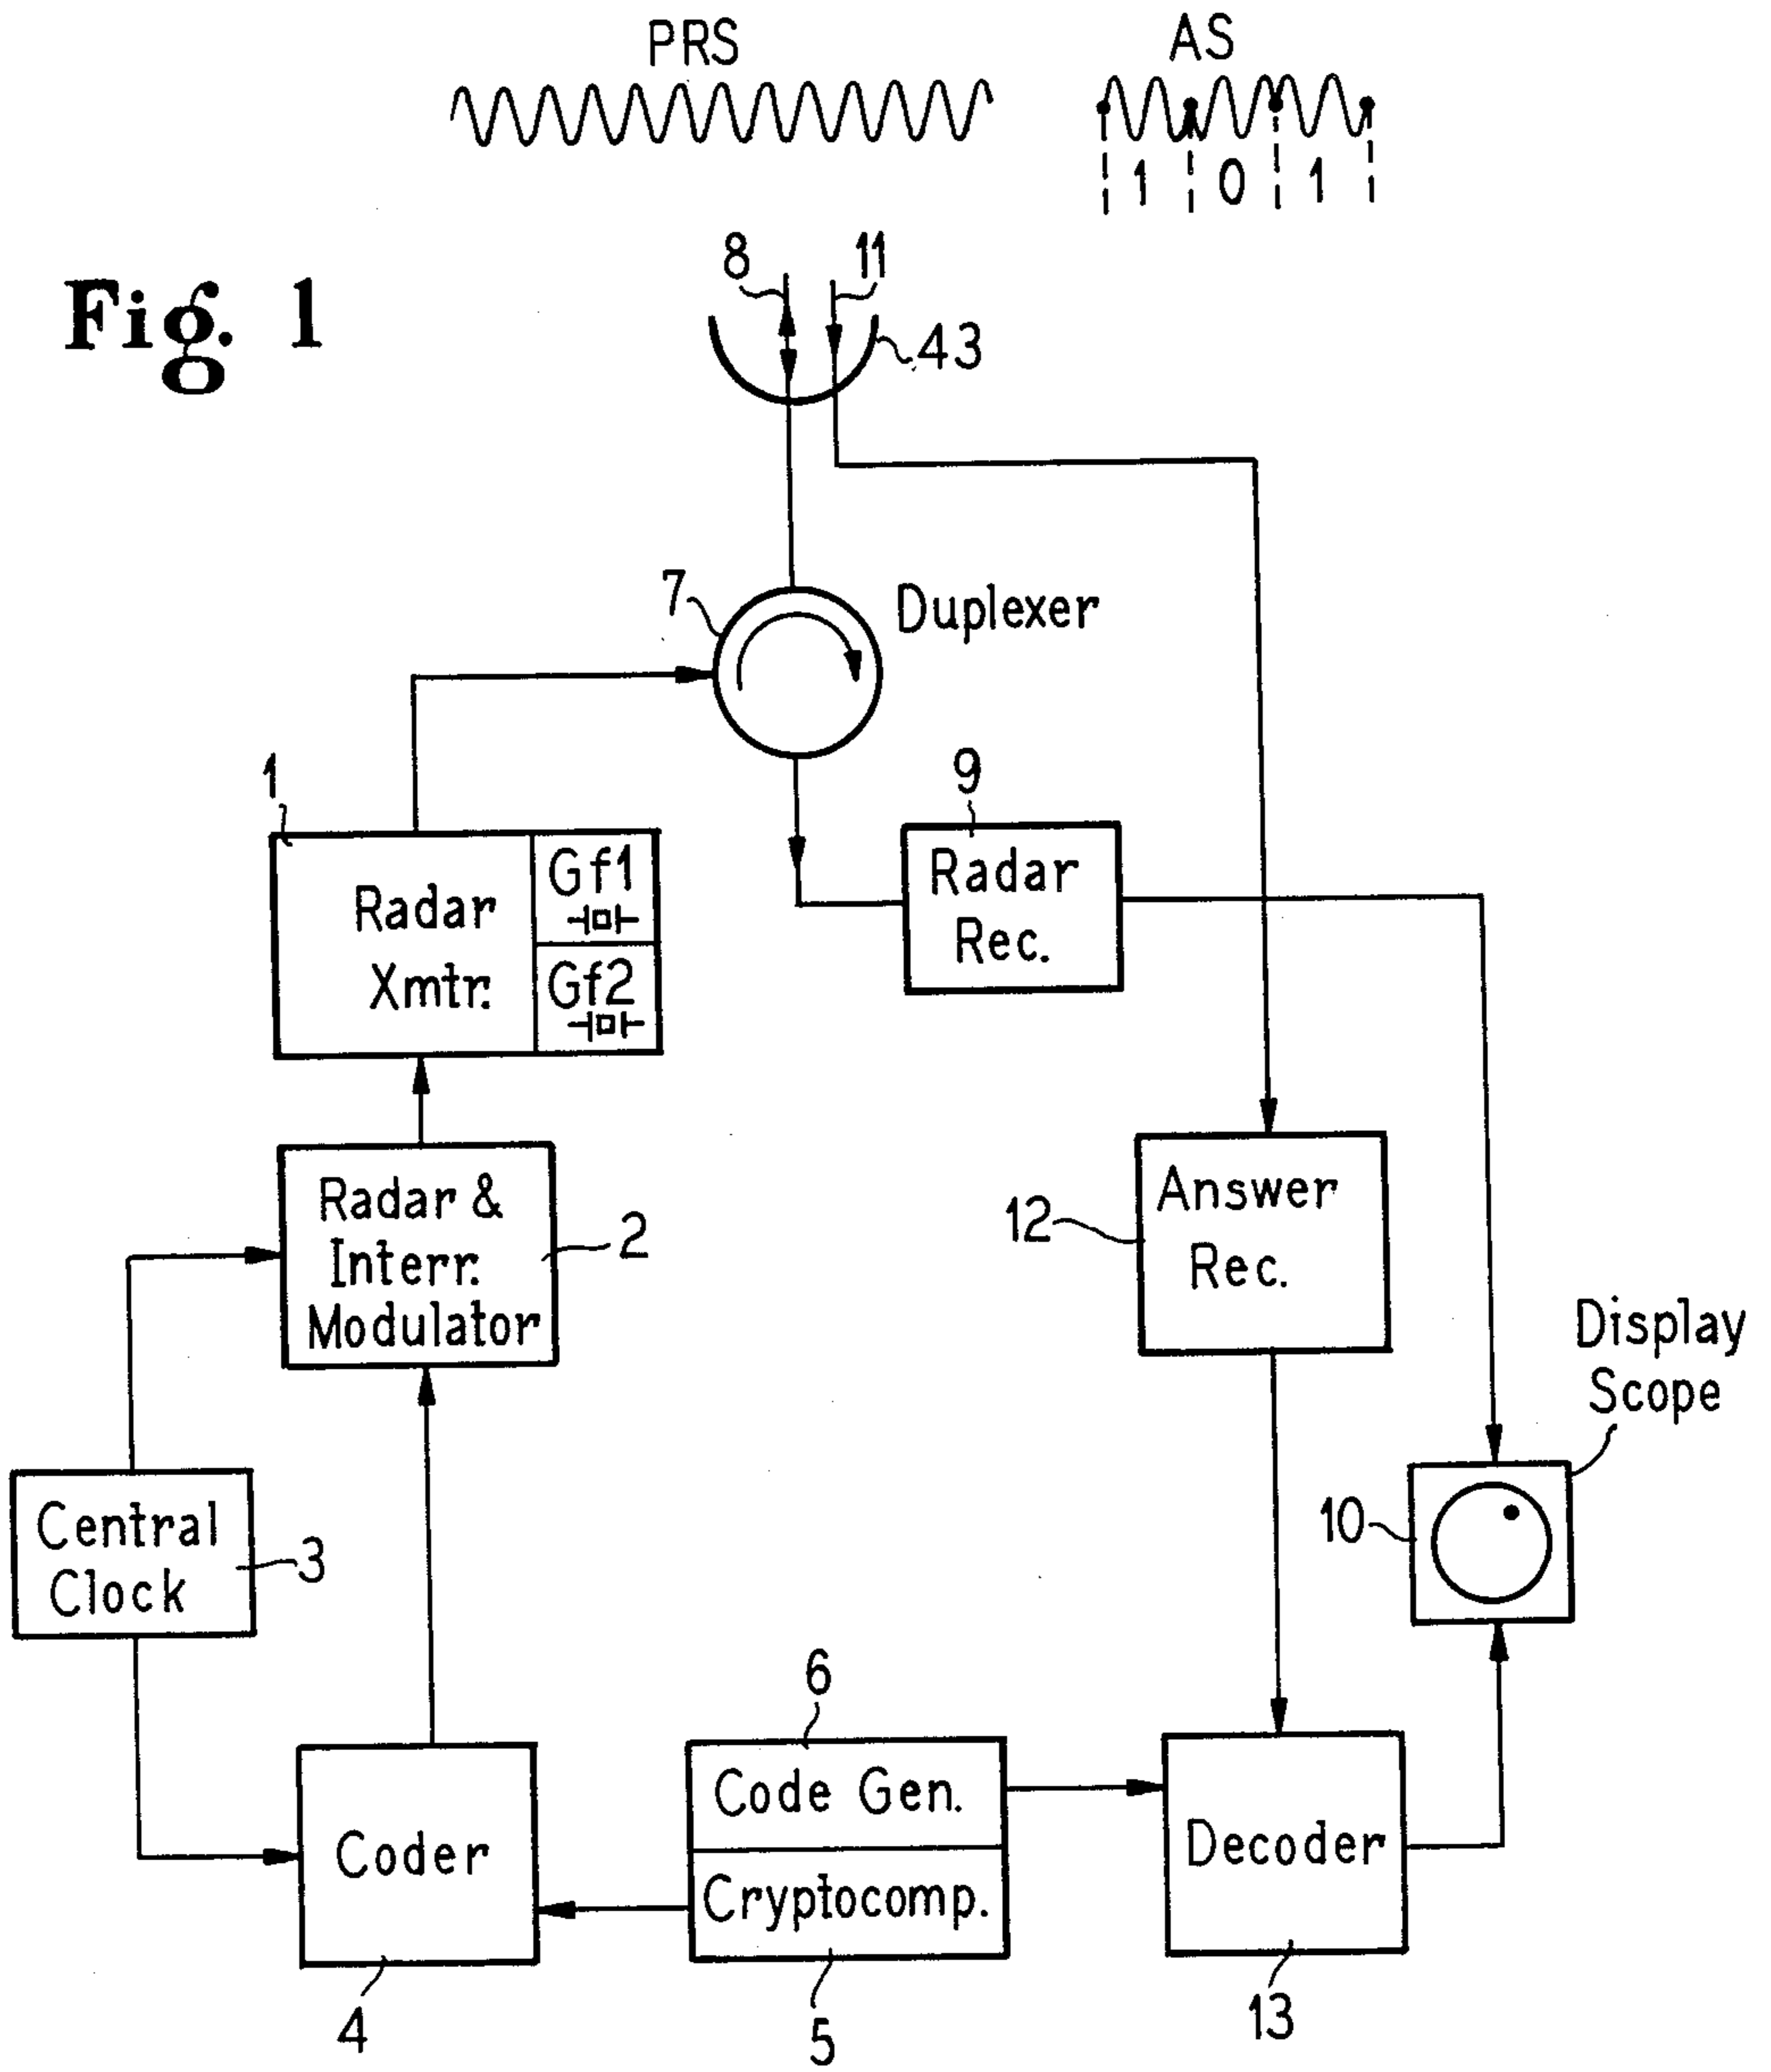 PRS
AS
1 0 1
Fig. 1
8
11
43
7
Duplexer
1
9
Radar
Xmtr.
Gf1
Gf2
Radar
Rec.
Radar &
Interr.
Modulator
2
12
Answer
Rec.
Display
Scope
Central
Clock
3
10
6
Coder
Code Gen.
Cryptocomp.
Decoder
4
5
13